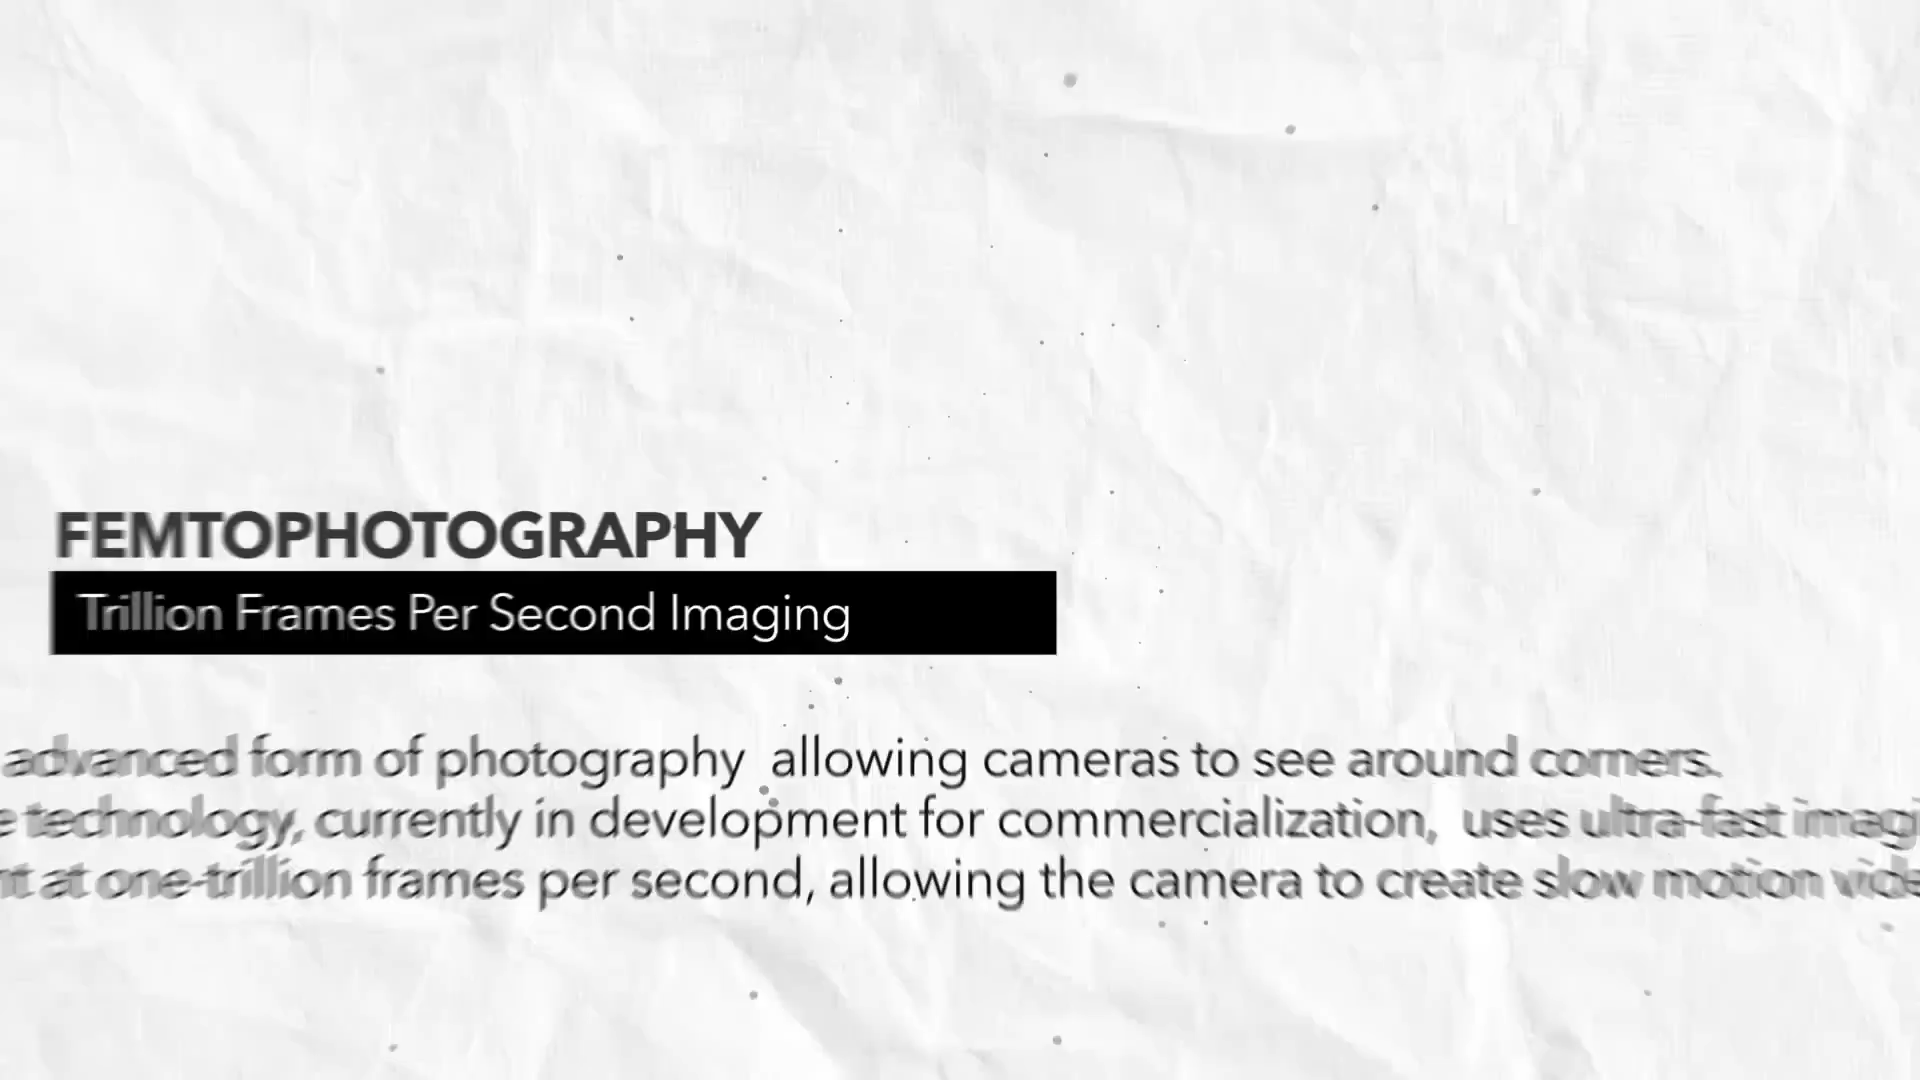 FEMTOPHOTOGRAPHY
Trillion Frames Per Second Imaging
advanced form of photography allowing cameras to see around corners.
technology, currently in development for commercialization, uses ultra-fast
at one-trillion frames per second, allowing the camera to create slow motion